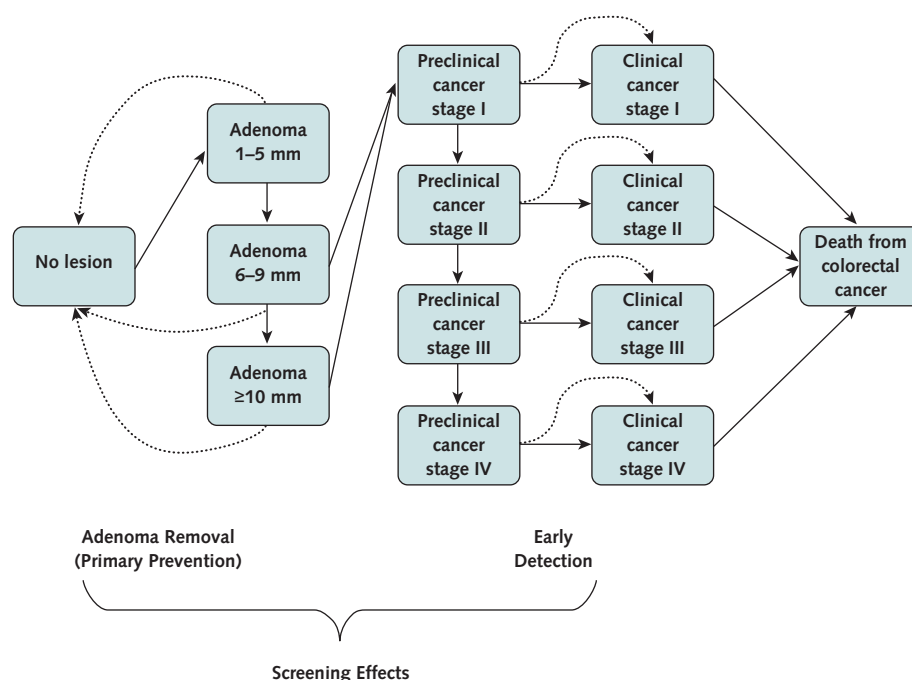 No lesion
Adenoma
1–5 mm
Adenoma
6–9 mm
Adenoma
≥10 mm
Preclinical
cancer
stage I
Preclinical
cancer
stage II
Preclinical
cancer
stage III
Preclinical
cancer
stage IV
Clinical
cancer
stage I
Clinical
cancer
stage II
Clinical
cancer
stage III
Clinical
cancer
stage IV
Death from
colorectal
cancer
Adenoma Removal
(Primary Prevention)
Early
Detection
Screening Effects